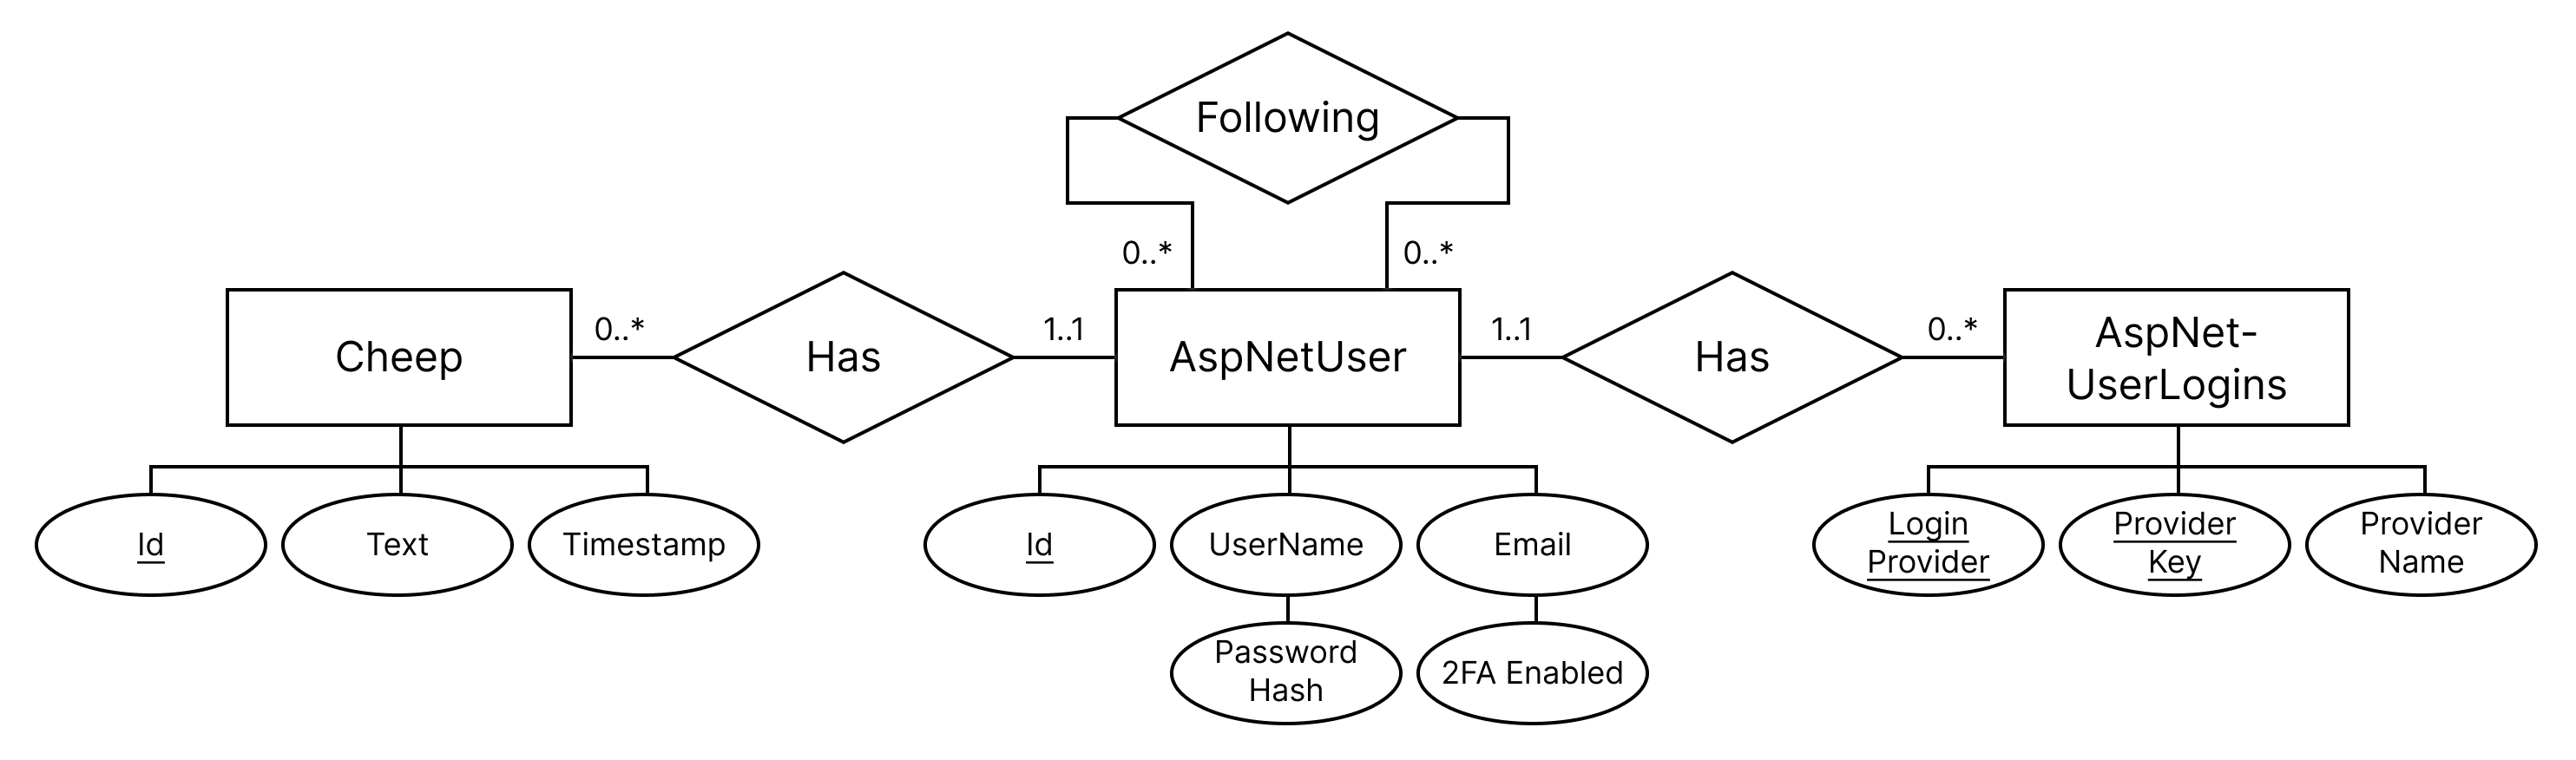 Following
0..*
0..*
Cheep
0..*
Has
1..1
AspNetUser
1..1
Has
0..*
AspNet-
UserLogins
Id
Text
Timestamp
Id
UserName
Email
Login
Provider
Provider
Key
Provider
Name
Password
Hash
2FA Enabled